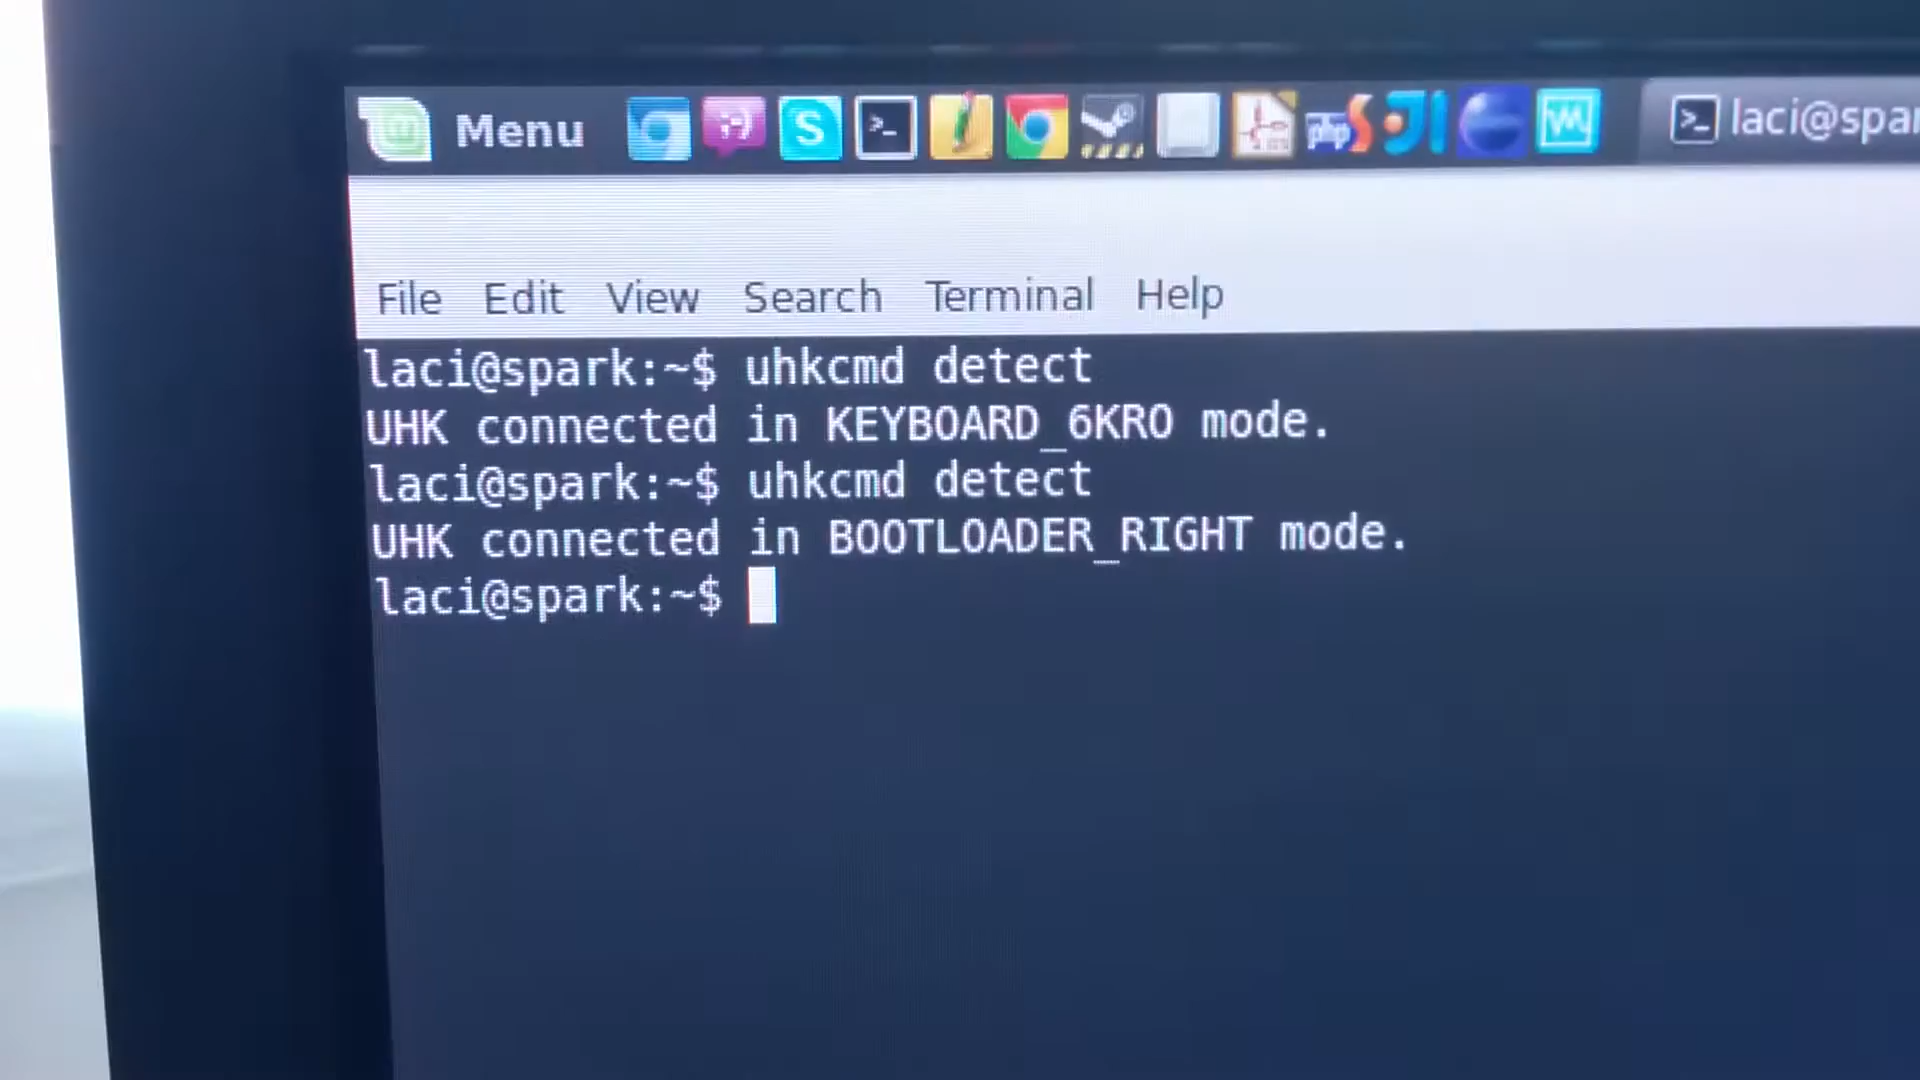 Menu
laci@spar
File Edit View Search Terminal Help
laci@spark:~$ uhkcmd detect
UHK connected in KEYBOARD_6KRO mode.
laci@spark:~$ uhkcmd detect
UHK connected in BOOTLOADER_RIGHT mode.
laci@spark:~$